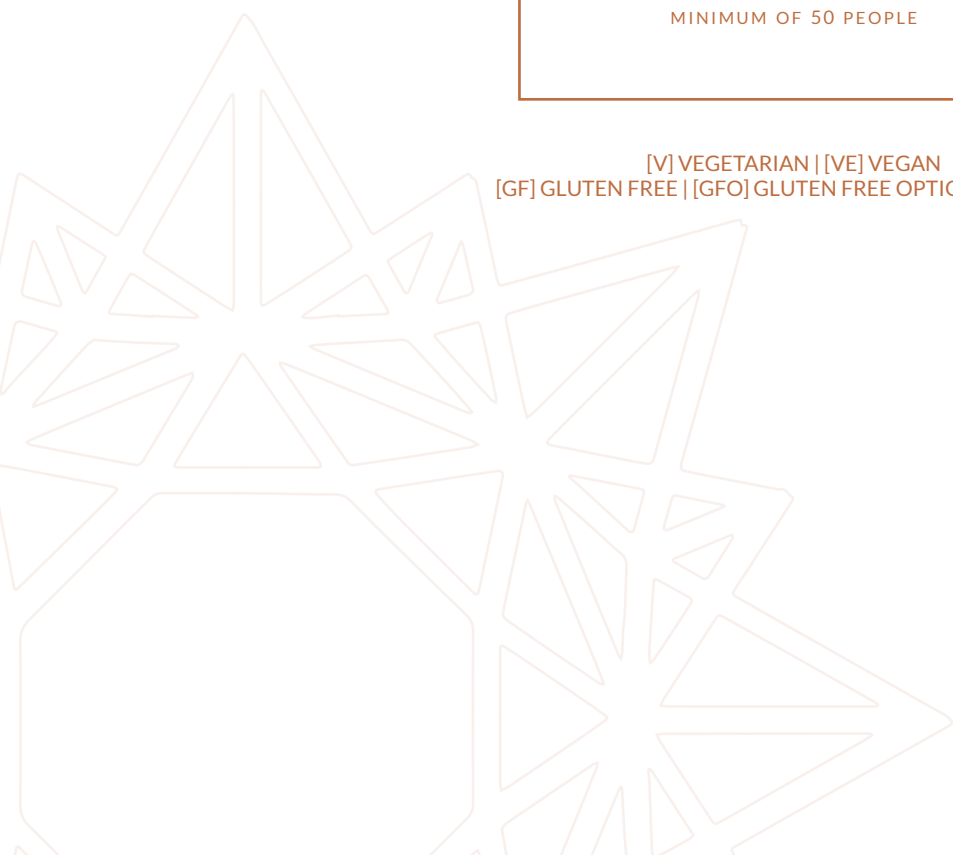 MINIMUM OF 50 PEOPLE
[V] VEGETARIAN | [VE] VEGAN
[GF] GLUTEN FREE | [GFO] GLUTEN FREE